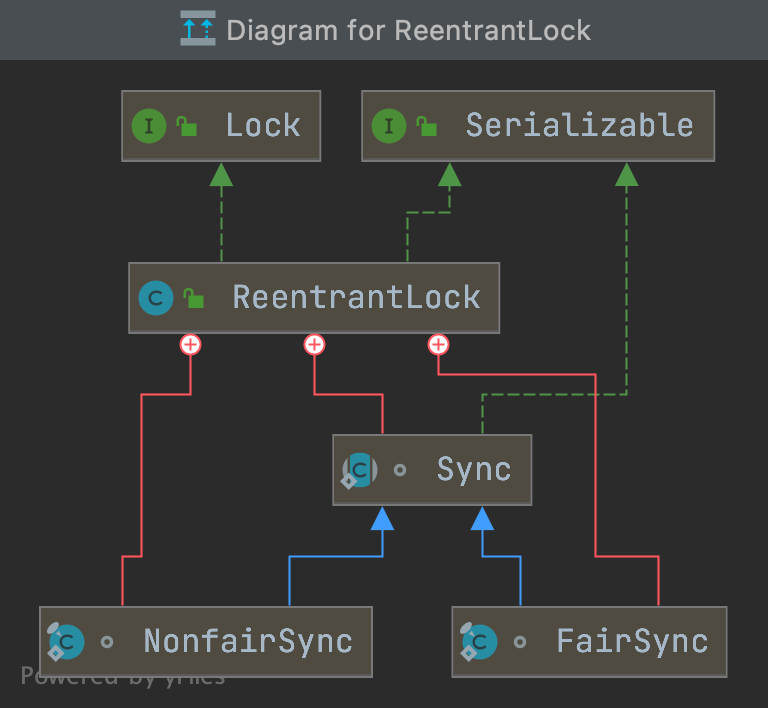 Diagram for ReentrantLock
I Lock
I Serializable
C ReentrantLock
C Sync
C NonfairSync
C FairSync
Powered by yFiles